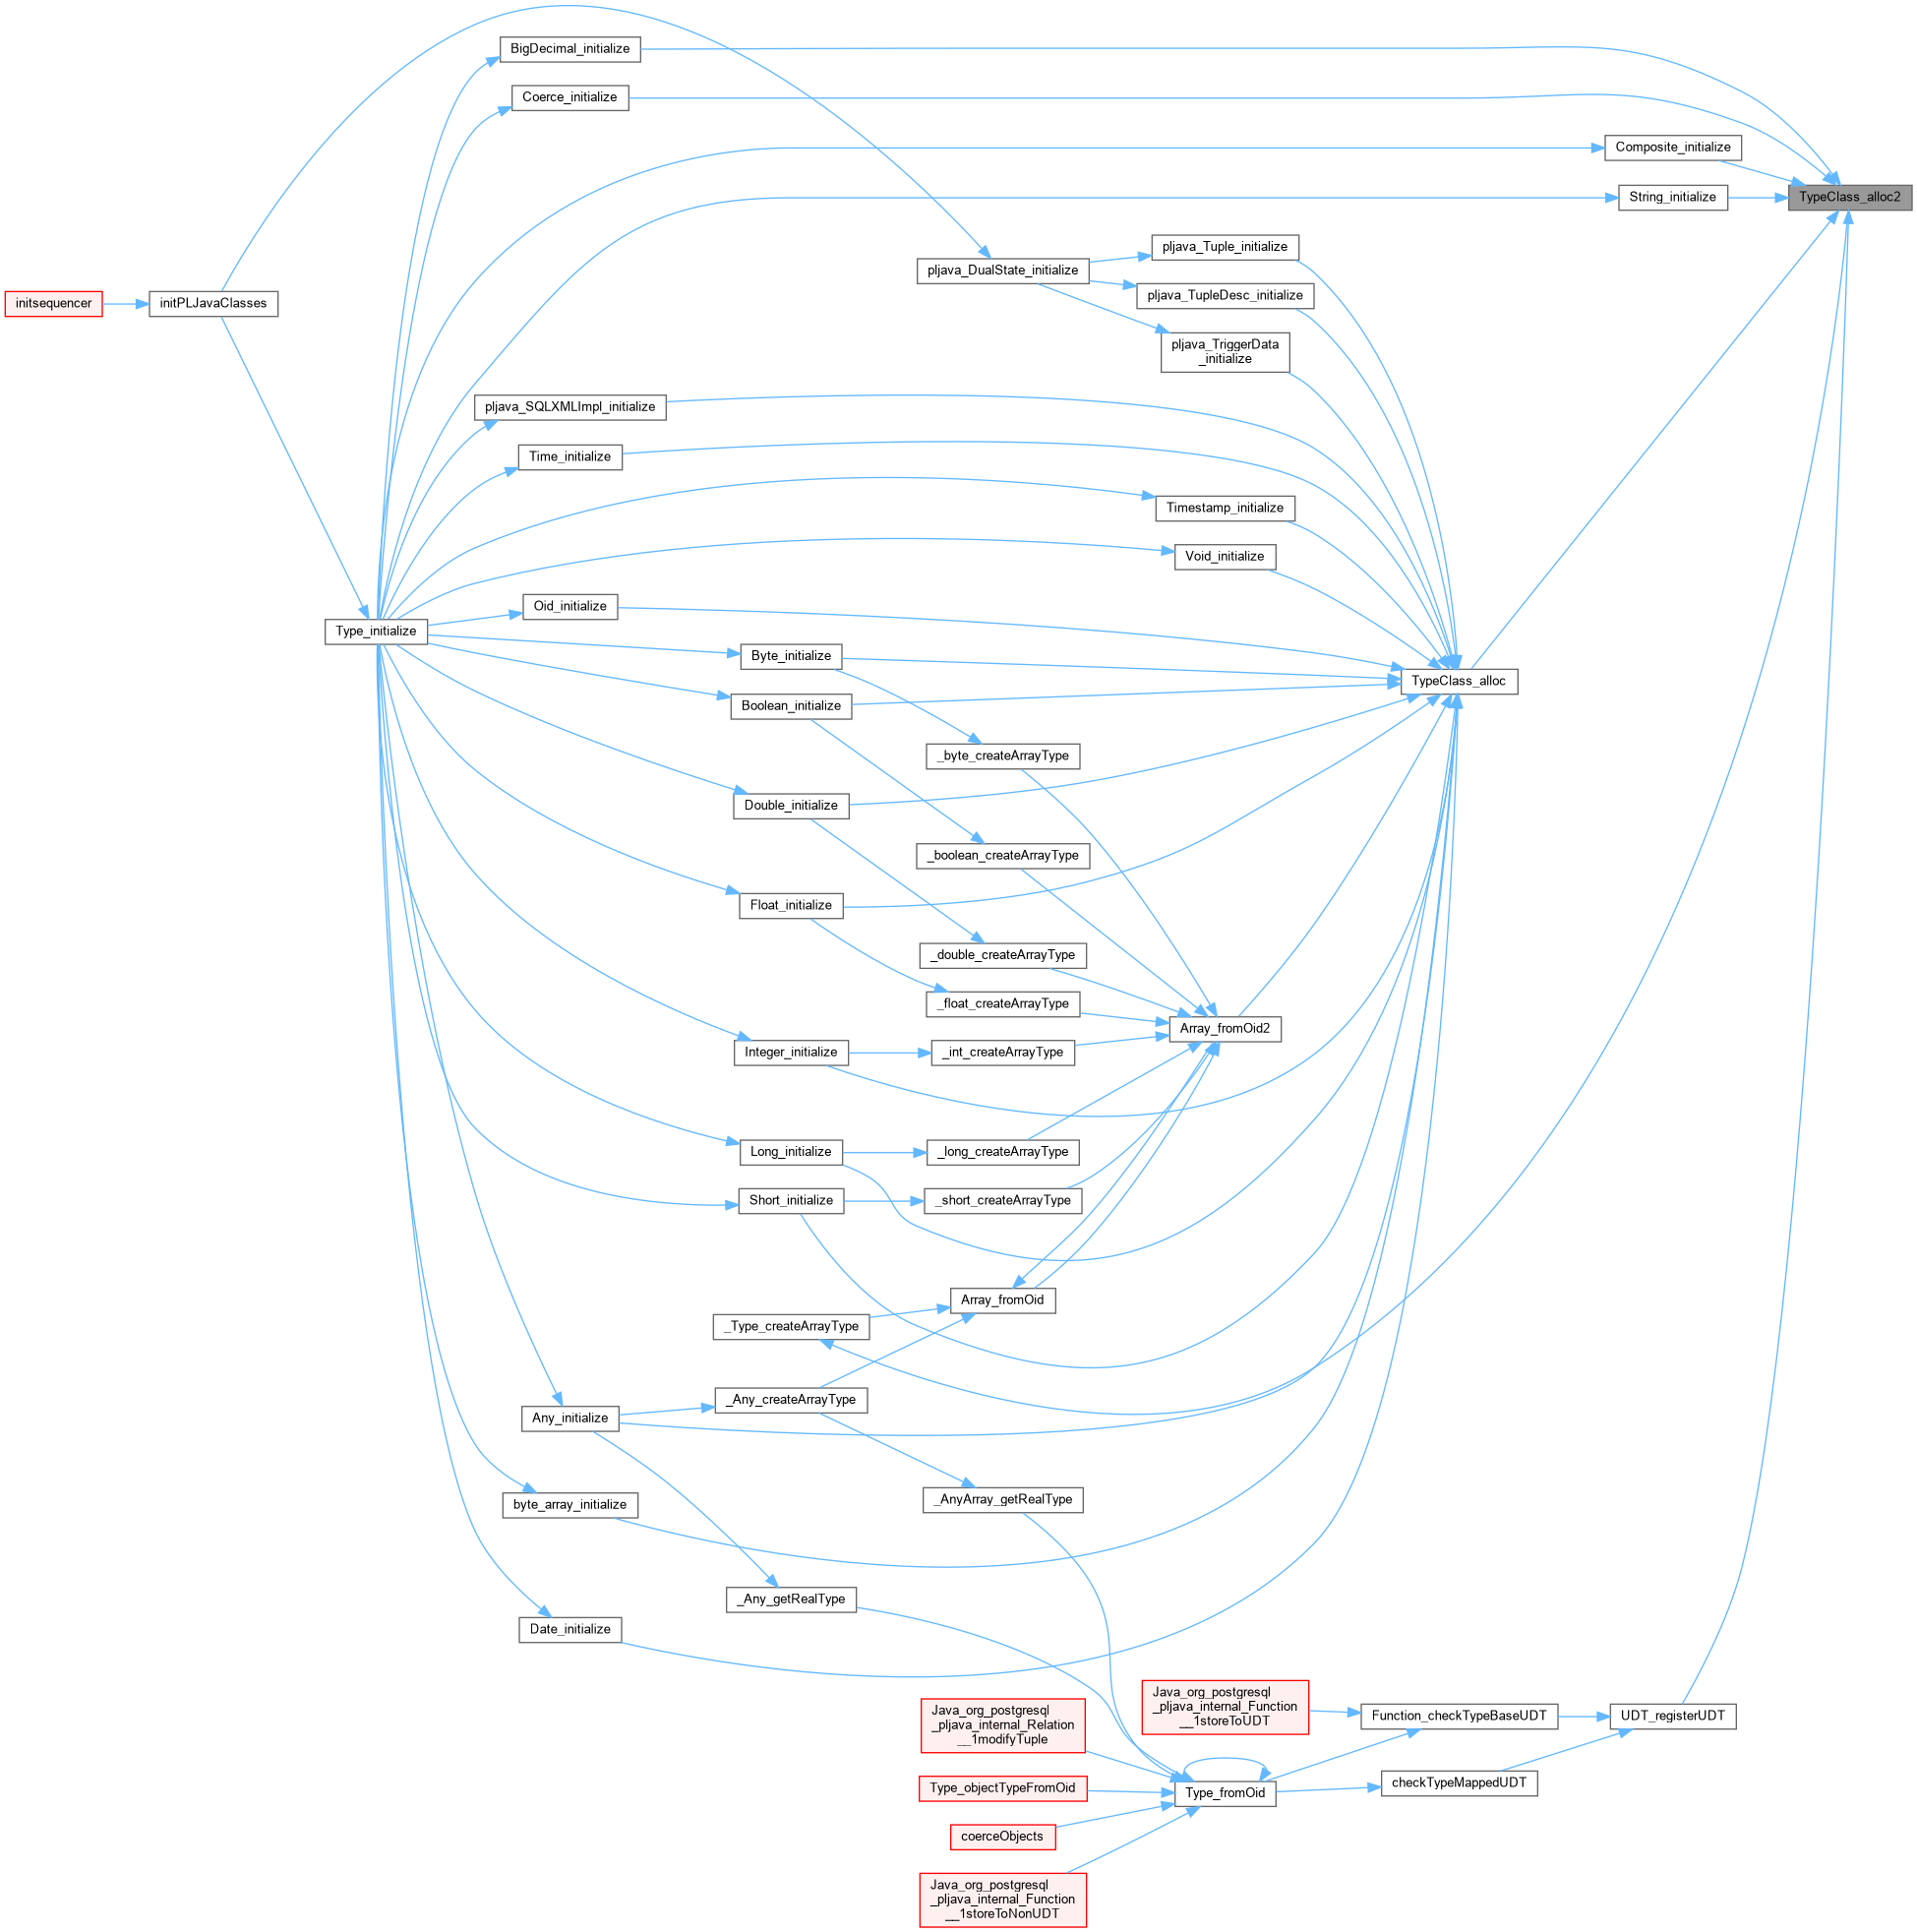 BigDecimal_initialize
Coerce_initialize
Composite_initialize
String_initialize
TypeClass_alloc2
pljava_Tuple_initialize
pljava_DualState_initialize
pljava_TupleDesc_initialize
initsequencer
initPLJavaClasses
pljava_TriggerData
_initialize
pljava_SQLXMLImpl_initialize
Time_initialize
Timestamp_initialize
Void_initialize
Oid_initialize
Type_initialize
Byte_initialize
TypeClass_alloc
Boolean_initialize
_byte_createArrayType
Double_initialize
_boolean_createArrayType
Float_initialize
_double_createArrayType
_float_createArrayType
Array_fromOid2
Integer_initialize
_int_createArrayType
Long_initialize
_long_createArrayType
Short_initialize
_short_createArrayType
Array_fromOid
_Type_createArrayType
_Any_createArrayType
Any_initialize
_AnyArray_getRealType
byte_array_initialize
_Any_getRealType
Date_initialize
Java_org_postgresql
_pljava_internal_Function
__1storeToUDT
Function_checkTypeBaseUDT
UDT_registerUDT
Java_org_postgresql
_pljava_internal_Relation
__1modifyTuple
Type_objectTypeFromOid
Type_fromOid
checkTypeMappedUDT
coerceObjects
Java_org_postgresql
_pljava_internal_Function
__1storeToNonUDT